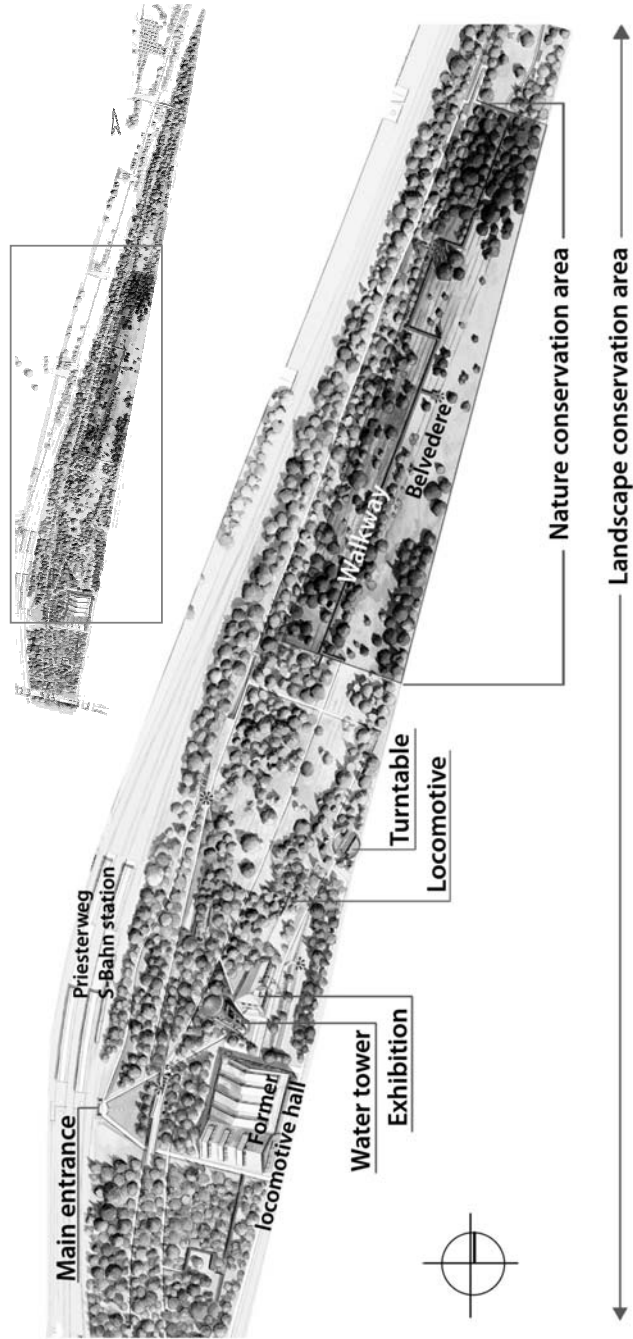 Main entrance
Priesterweg
S-Bahn station
Former
locomotive hall
Water tower
Exhibition
Turntable
Locomotive
Walkway
Belvedere
Nature conservation area
Landscape conservation area